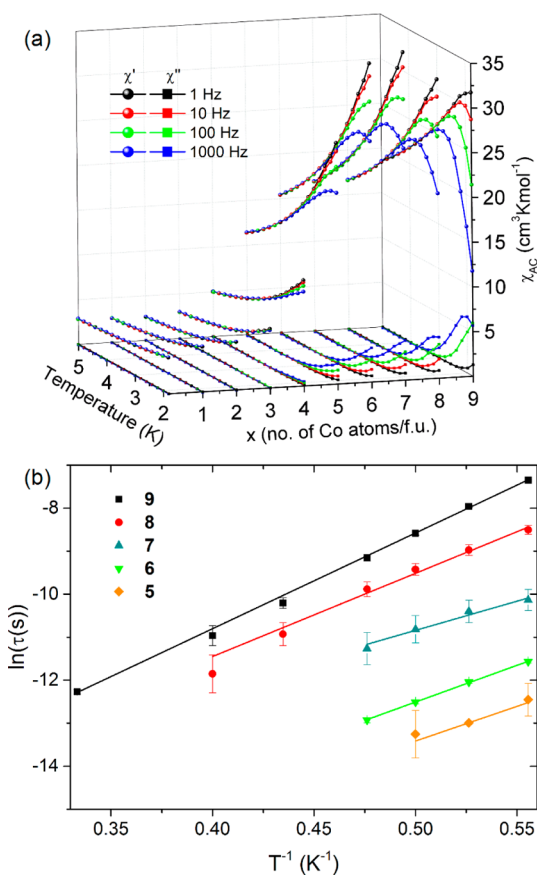 (a)
χ' χ"
1 Hz
10 Hz
100 Hz
1000 Hz
35
30
25
20
15
10
5
χAC (cm³Kmol⁻¹)
5
4
3
2
Temperature (K)
1 2 3 4 5 6 7 8 9
x (no. of Co atoms/f.u.)
(b)
9
8
7
6
5
-8
-10
-12
-14
ln(τ(s))
0.35 0.40 0.45 0.50 0.55
T⁻¹ (K⁻¹)